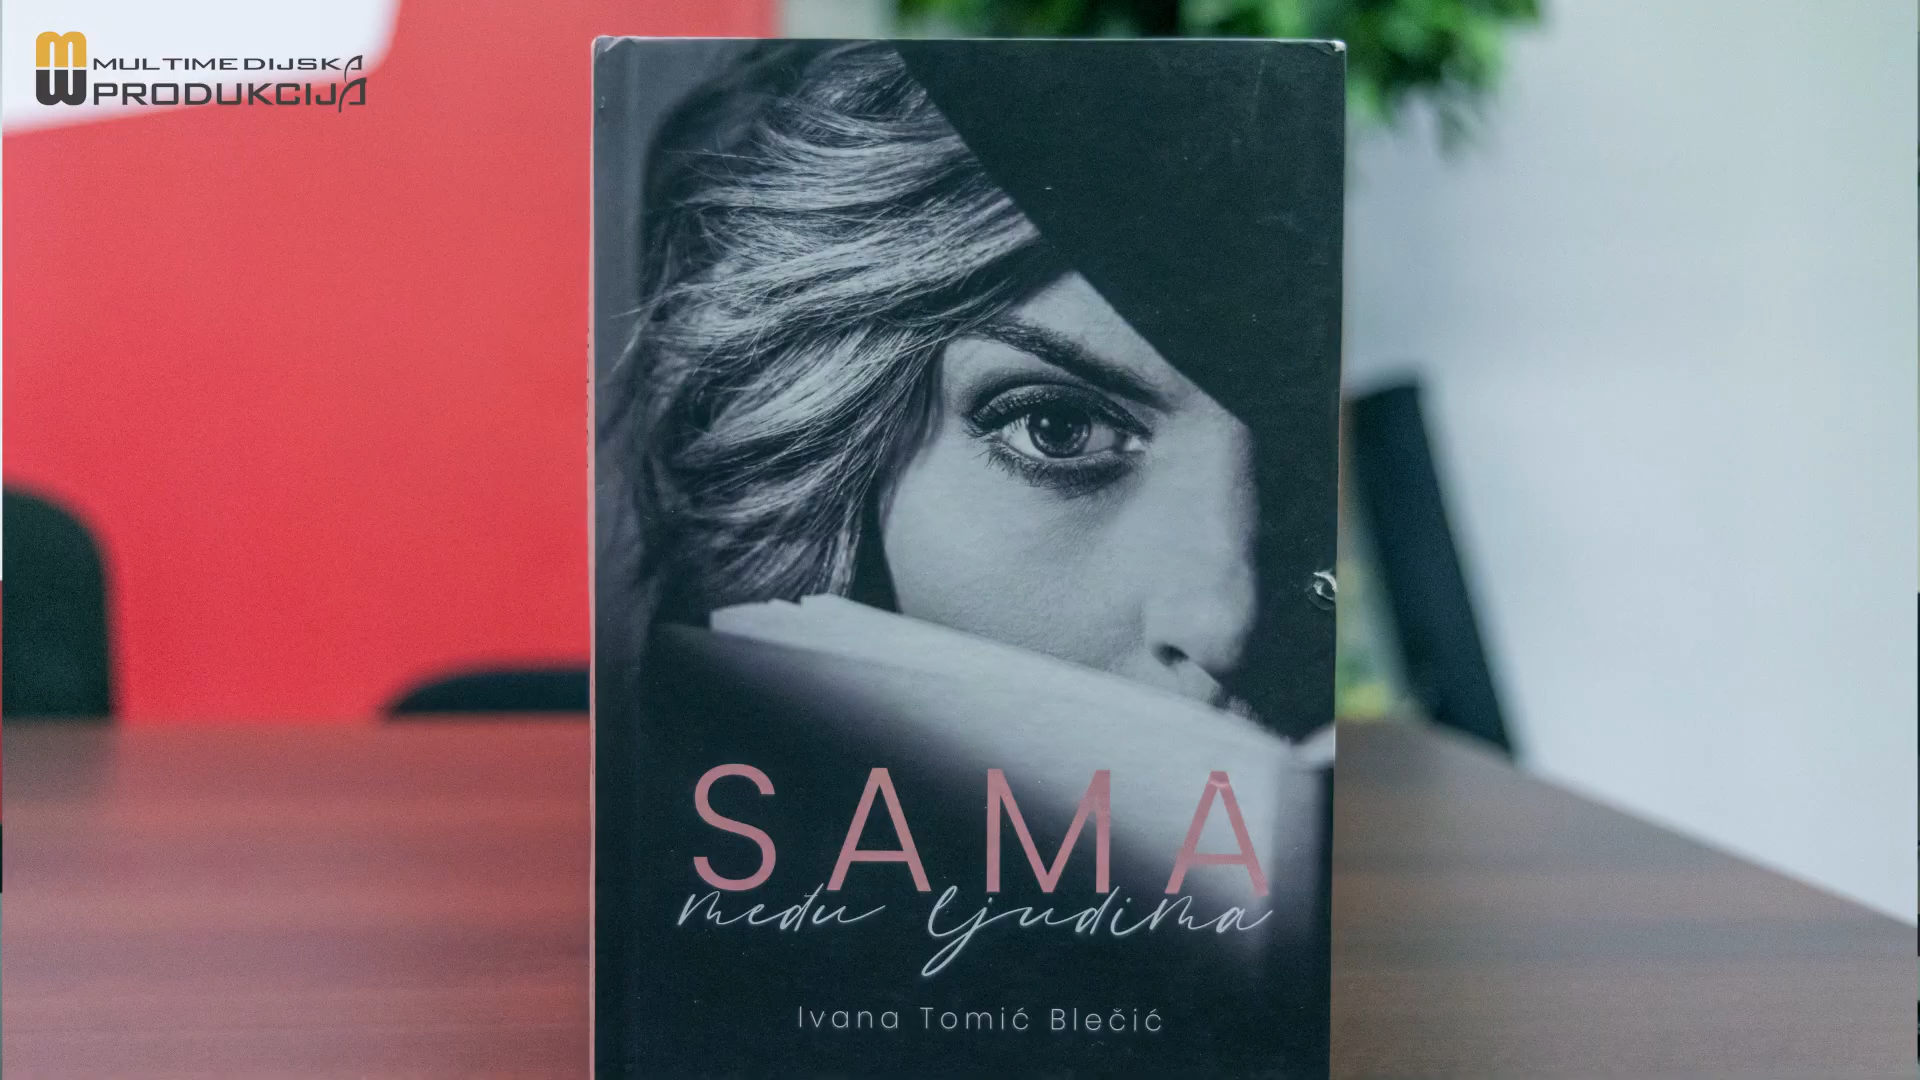 MULTIMEDIJSKA
PRODUKCIJA
SAMA
među ljudima
Ivana Tomić Blečić